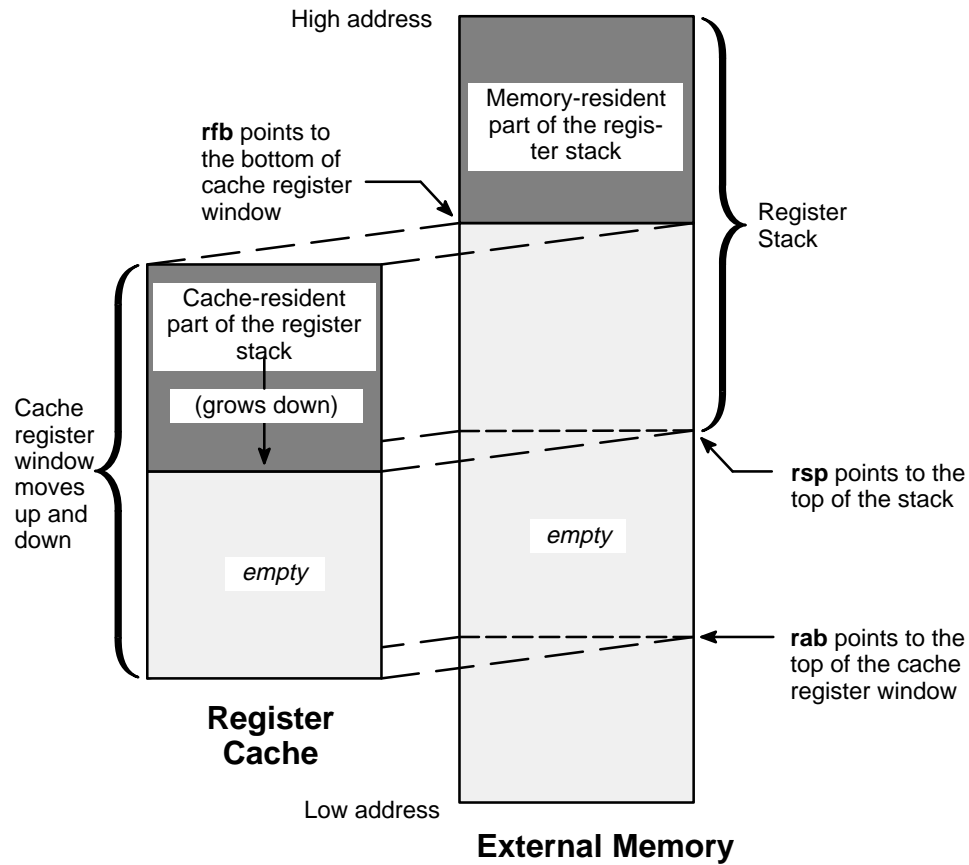 High address
Memory-resident
part of the regis-
ter stack
rfb points to
the bottom of
cache register
window
Register
Stack
Cache-resident
part of the register
stack
(grows down)
Cache
register
window
moves
up and
down
rsp points to the
top of the stack
empty
empty
rab points to the
top of the cache
register window
Register
Cache
Low address
External Memory